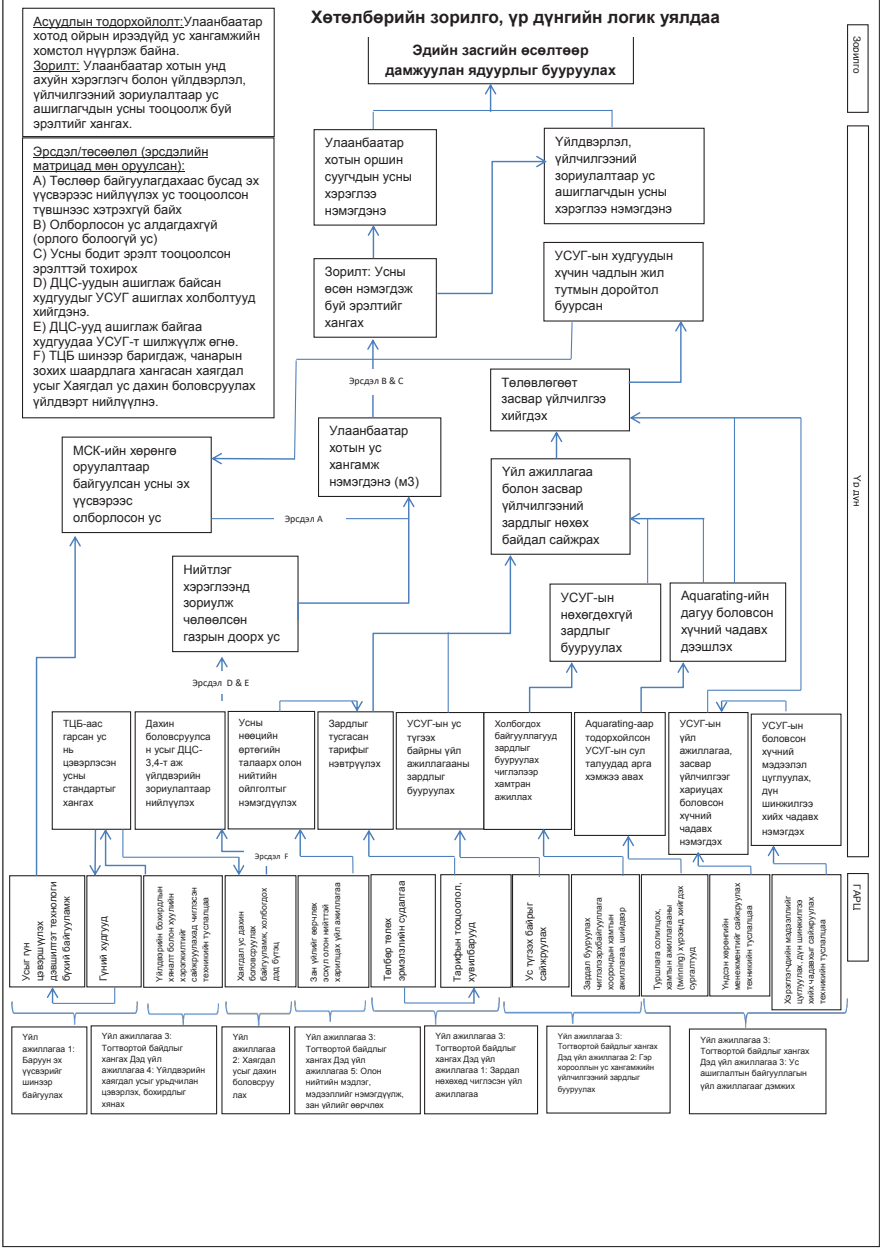 Хөтөлбөрийн зорилго, үр дүнгийн логик уялдаа
Асуудлын тодорхойлолт:Улаанбаатар
хотод ойрын ирээдүйд ус хангамжийн
хомстол нүүрлэж байна.
Зорилт: Улаанбаатар хотын унд
ахуйн хэрэглэгч болон үйлдвэрлэл,
үйлчилгээний зориулалтаар ус
ашиглагчдын усны тооцоолж буй
эрэлтийг хангах.
Эрсдэл/төсөөлөл (эрсдэлийн
матрицад мөн оруулсан):
A) Төслөөр байгуулагдахаас бусад эх
үүсвэрээс нийлүүлэх ус тооцоолсон
түвшнээс хэтрэхгүй байх
B) Олборлосон ус алдагдахгүй
(орлого болоогүй ус)
C) Усны бодит эрэлт тооцоолсон
эрэлттэй тохирох
D) ДЦС-уудын ашиглаж байсан
худгуудыг УСУГ ашиглах холболтууд
хийгдэнэ.
E) ДЦС-ууд ашиглаж байгаа
худгуудаа УСУГ-т шилжүүлж өгнө.
F) ТЦБ шинээр баригдаж, чанарын
зохих шаардлага хангасан хаягдал
усыг Хаягдал ус дахин боловсруулах
үйлдвэрт нийлүүлнэ.
Эдийн засгийн өсөлтөөр
дамжуулан ядуурлыг бууруулах
Зорилго
Улаанбаатар
хотын оршин
суугчдын усны
хэрэглээ
нэмэгдэнэ
Үйлдвэрлэл,
үйлчилгээний
зориулалтаар ус
ашиглагчдын усны
хэрэглээ нэмэгдэнэ
Зорилт: Усны
өсөн нэмэгдэж
буй эрэлтийг
хангах
УСУГ-ын худгуудын
хүчин чадлын жил
тутмын доройтол
буурсан
Эрсдэл B & C
Төлөвлөгөөт
засвар үйлчилгээ
хийгдэх
Үр дүн
МСК-ийн хөрөнгө
оруулалтаар
байгуулсан усны эх
үүсвэрээс
олборлосон ус
Улаанбаатар
хотын ус
хангамж
нэмэгдэнэ (м3)
Үйл ажиллагаа
болон засвар
үйлчилгээний
зардлыг нөхөх
байдал сайжрах
Эрсдэл A
Нийтлэг
хэрэглээнд
зориулж
чөлөөлсөн
газрын доорх ус
УСУГ-ын
нөхөгдөхгүй
зардлыг
бууруулах
Aquarating-ийн
дагуу боловсон
хүчний чадавх
дээшлэх
Эрсдэл D & E
ТЦБ-аас
гарсан ус
нь
цэвэрлэсэн
усны
стандартыг
хангах
Дахин
боловсруулса
н усыг ДЦС-
3,4-т аж
үйлдвэрийн
зориулалтаар
нийлүүлэх
Усны
нөөцийн
өртөгийн
талаарх олон
нийтийн
ойлголтыг
нэмэгдүүлэх
Зардлыг
тусгасан
тарифыг
нэвтрүүлэх
УСУГ-ын ус
түгээх
байрны үйл
ажиллагааны
зардлыг
бууруулах
Холбогдох
байгууллагууд
зардлыг
бууруулах
чиглэлээр
хамтран
ажиллах
Aquarating-аар
тодорхойлсон
УСУГ-ын сул
талуудад арга
хэмжээ авах
УСУГ-ын
үйл
ажиллагаа,
засвар
үйлчилгээг
хариуцах
боловсон
хүчний
чадавх
нэмэгдэх
УСУГ-ын
боловсон
хүчний
мэдээлэл
цуглуулах,
дүн
шинжилгээ
хийх чадавх
нэмэгдэх
Эрсдэл F
ГАРЦ
Усыг гүн
цэвэршүүлэх
дэвшилтэт технологи
бүхий байгууламж
Гүний худгууд
Үйлдвэрийн бохирдлын
хяналт болон хуулийн
хэрэгжилтийг
сайжруулахад чиглэсэн
техникийн туслалцаа
Хаягдал ус дахин
боловсруулах
байгууламж, холбогдох
дэд бүтэц
Зан үйлийг өөрчлөх
эсхүл олон нийттэй
харилцах үйл ажиллагаа
Төлбөр төлөх
эрмэлзлийн судалгаа
Тарифын тооцоолол,
хувилбарууд
Ус түгээх байрыг
сайжруулах
Зардал бууруулах
чиглэлээрхбайгууллага
хоорондын хамтын
ажиллагаа, шийдвэр
Туршлага солилцох,
хамтын ажиллагааны
(twinning) хүрээнд хийгдэх
сургалтууд
Үндсэн хөрөнгийн
менежментийг сайжруулах
техникийн туслалцаа
Хэрэглэгчдийн мэдээллийг
цуглуулах, дүн шинжилгээ
хийх чадавхыг сайжруулах
техникийн туслалцаа
Үйл
ажиллагаа 1:
Баруун эх
үүсвэрийг
шинээр
байгуулах
Үйл ажиллагаа 3:
Тогтвортой байдлыг
хангах Дэд үйл
ажиллагаа 4: Үйлдвэрийн
хаягдал усыг урьдчилан
цэвэрлэх, бохирдлыг
хянах
Үйл
ажиллагаа
2: Хаягдал
усыг дахин
боловсруу
лах
Үйл ажиллагаа 3:
Тогтвортой байдлыг
хангах Дэд үйл
ажиллагаа 5: Олон
нийтийн мэдлэг,
мэдээллийг нэмэгдүүлж,
зан үйлийг өөрчлөх
Үйл ажиллагаа 3:
Тогтвортой байдлыг
хангах Дэд үйл
ажиллагаа 1: Зардал
нөхөхөд чиглэсэн үйл
ажиллагаа
Үйл ажиллагаа 3:
Тогтвортой байдлыг хангах
Дэд үйл ажиллагаа 2: Гэр
хорооллын ус хангамжийн
үйлчилгээний зардлыг
бууруулах
Үйл ажиллагаа 3:
Тогтвортой байдлыг хангах
Дэд үйл ажиллагаа 3: Ус
ашиглалтын байгууллагын
үйл ажиллагааг дэмжих